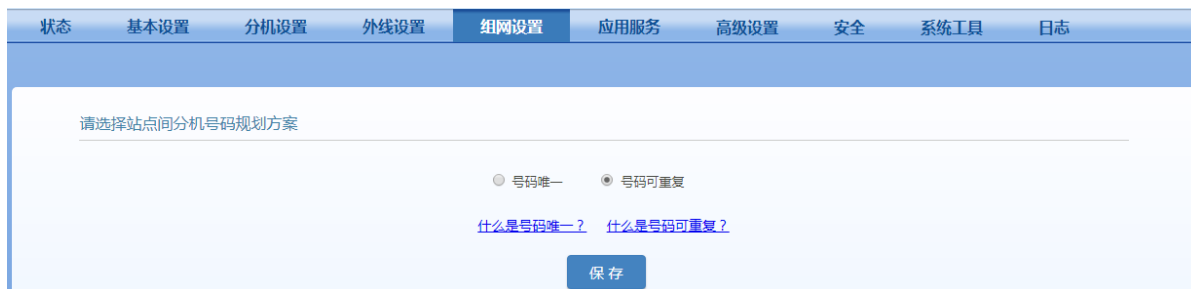 状态 基本设置 分机设置 外线设置 组网设置 应用服务 高级设置 安全 系统工具 日志
请选择站点间分机号码规划方案
号码唯一 号码可重复
什么是号码唯一？ 什么是号码可重复？
保存